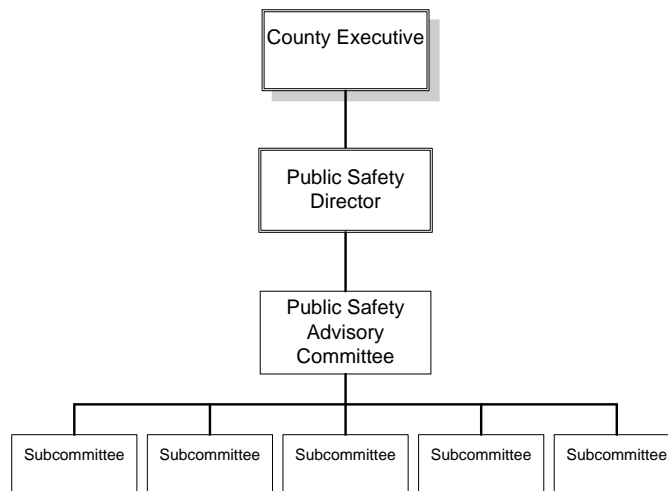 County Executive
Public Safety
Director
Public Safety
Advisory
Committee
Subcommittee
Subcommittee
Subcommittee
Subcommittee
Subcommittee